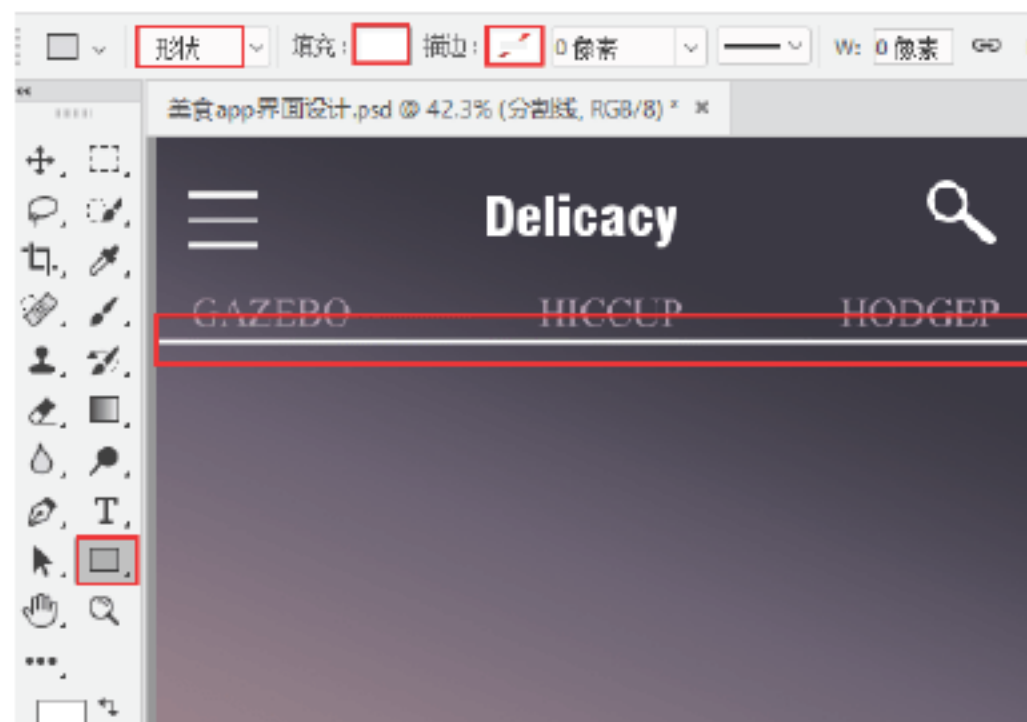 形状 填充： 描边： 0 像素 W: 0 像素
美食app界面设计.psd @ 42.3% (分割线, RGB/8) * ×
Delicacy
GAZEBO HICCUP HODGEP
T